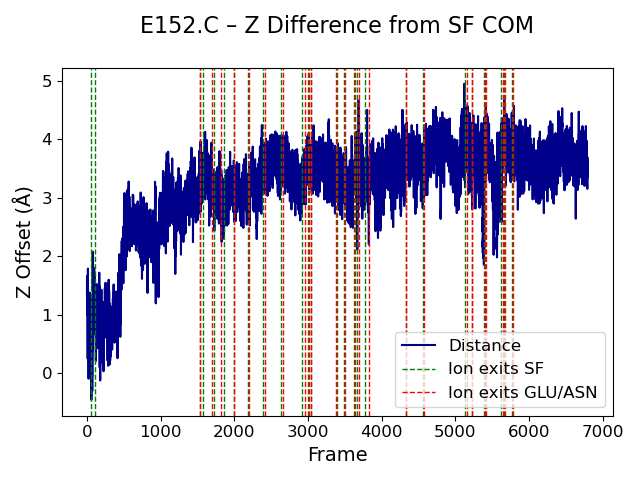 E152.C – Z Difference from SF COM
Z Offset (Å)
5
4
3
2
1
0
Distance
Ion exits SF
Ion exits GLU/ASN
0 1000 2000 3000 4000 5000 6000 7000
Frame